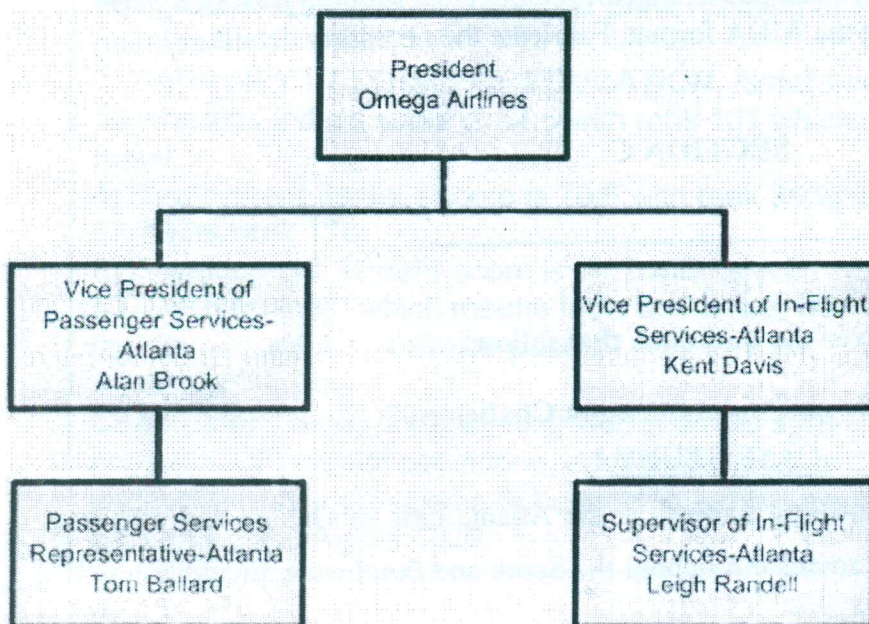 President
Omega Airlines
SECTION C
Vice President of
Passenger Services-
Atlanta
Alan Brook
Vice President of In-Flight
Services-Atlanta
Kent Davis
Passenger Services
Representative-Atlanta
Tom Ballard
Supervisor of In-Flight
Services-Atlanta
Leigh Randell